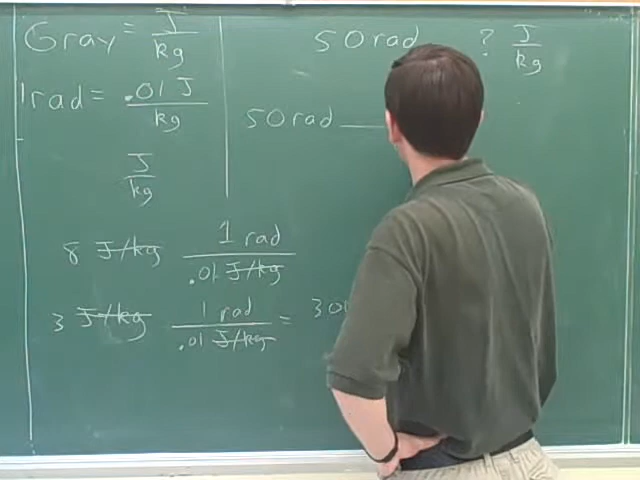 Gray = J/kg
1 rad = .01 J/kg
J/kg
50 rad ? J/kg
50 rad
8 J/kg 1 rad/.01 J/kg
3 J/kg 1 rad/.01 J/kg = 30